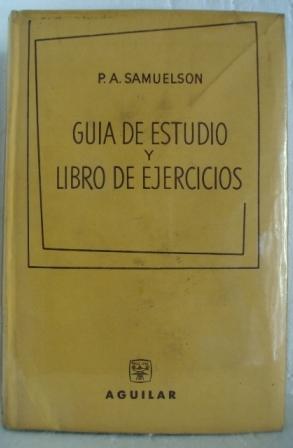 P. A. SAMUELSON
GUIA DE ESTUDIO
Y
LIBRO DE EJERCICIOS
AGUILAR